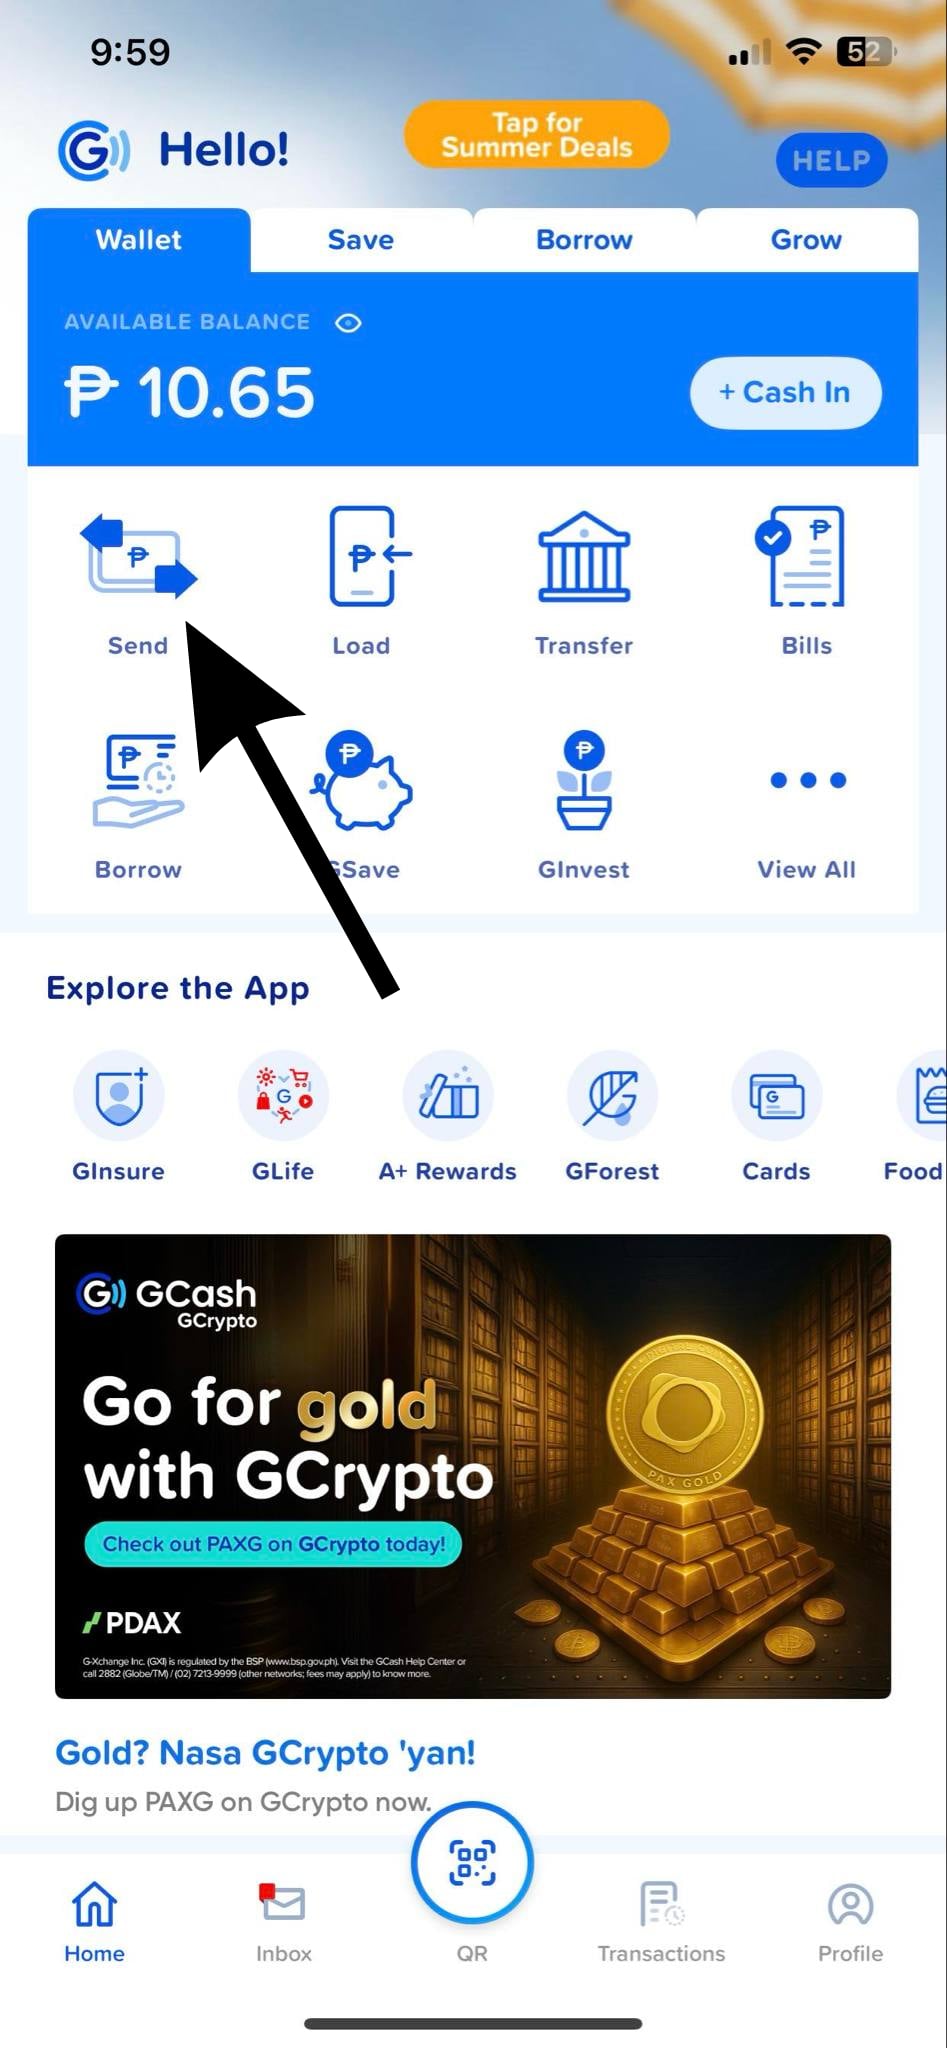 9:59
52
Hello!
Tap for
Summer Deals
HELP
Wallet
Save
Borrow
Grow
AVAILABLE BALANCE
₱ 10.65
+ Cash In
Send
Load
Transfer
Bills
Borrow
GSave
GInvest
View All
Explore the App
GInsure
GLife
A+ Rewards
GForest
Cards
Food
GCash
GCrypto
Go for gold
with GCrypto
Check out PAXG on GCrypto today!
PDAX
G-Xchange Inc. (GXI) is regulated by the BSP (www.bsp.gov.ph). Visit the GCash Help Center or
call 2882 (Globe/TM) / (02) 7213-9999 (other networks; fees may apply) to know more.
PAX GOLD
Gold? Nasa GCrypto 'yan!
Dig up PAXG on GCrypto now.
Home
Inbox
QR
Transactions
Profile